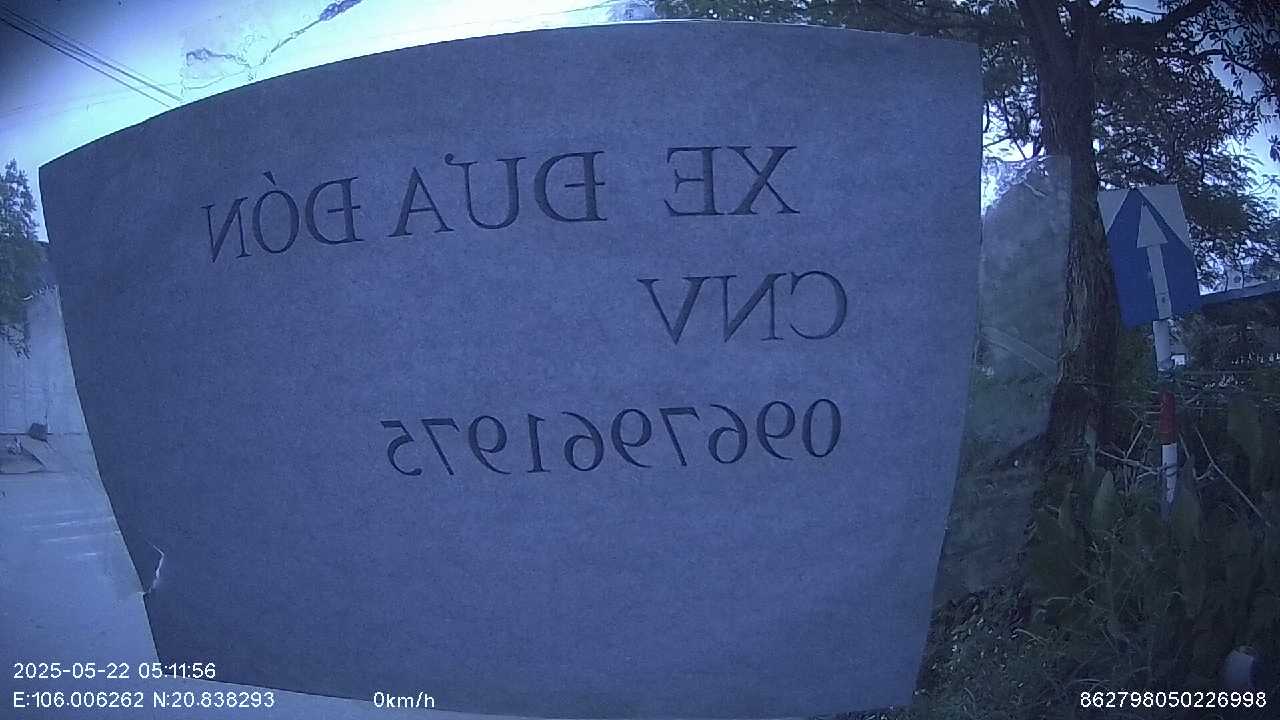 XE ĐƯA ĐÓN
CNV
0967961975
2025-05-22 05:11:56
E:106.006262 N:20.838293
0km/h
862798050226998